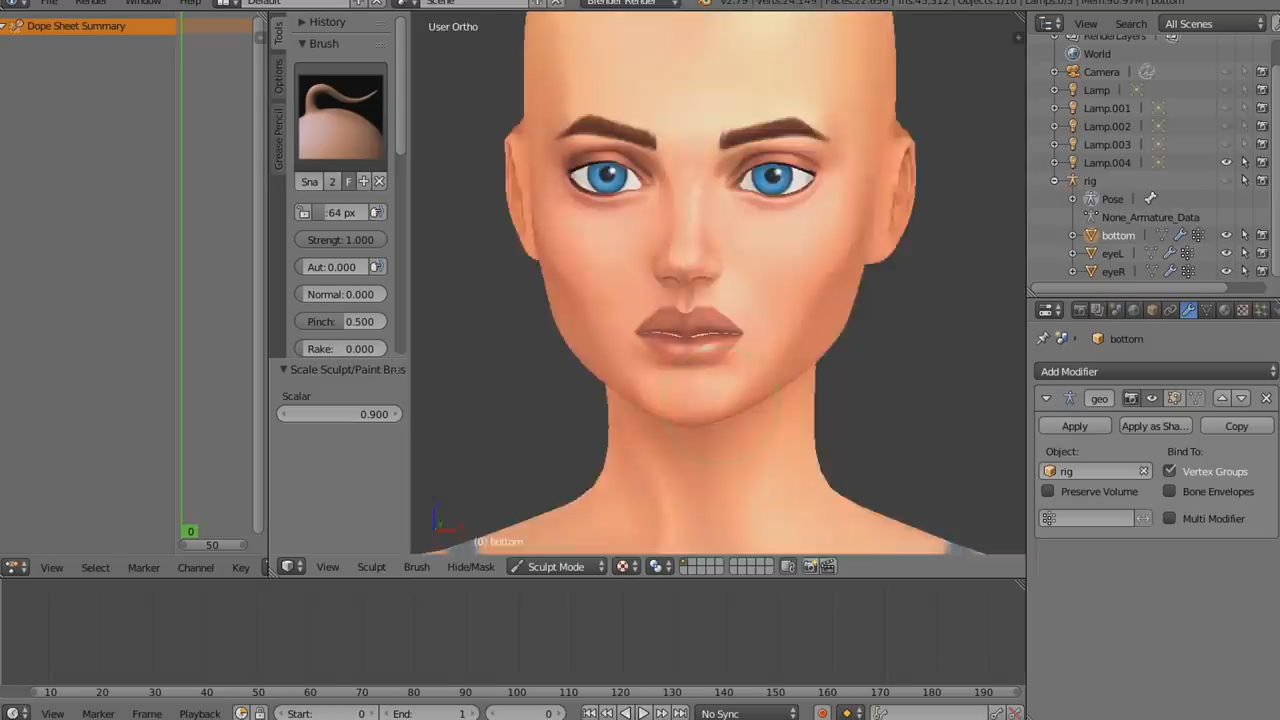 Render Window Help
Default
Scene
Blender Render
Dope Sheet Summary
View Select Marker Channel Key
0
50
Tools
Options
Grease Pencil
History
Brush
Sna 2 F
:64 px
Strengt: 1.000
Aut: 0.000
Normal: 0.000
Pinch: 0.500
Rake: 0.000
Scale Sculpt/Paint Brus
Scalar
0.900
User Ortho
(0) bottom
View Sculpt Brush Hide/Mask Sculpt Mode
View Search All Scenes
RenderLayers
World
Camera
Lamp
Lamp.001
Lamp.002
Lamp.003
Lamp.004
rig
Pose
None_Armature_Data
bottom
eyeL
eyeR
bottom
Add Modifier
geo
Apply Apply as Sha... Copy
Object: Bind To:
rig Vertex Groups
Preserve Volume Bone Envelopes
Multi Modifier
10 20 30 40 50 60 70 80 90 100 110 120 130 140 150 160 170 180 190
View Marker Frame Playback Start: 0 End: 1 0 No Sync